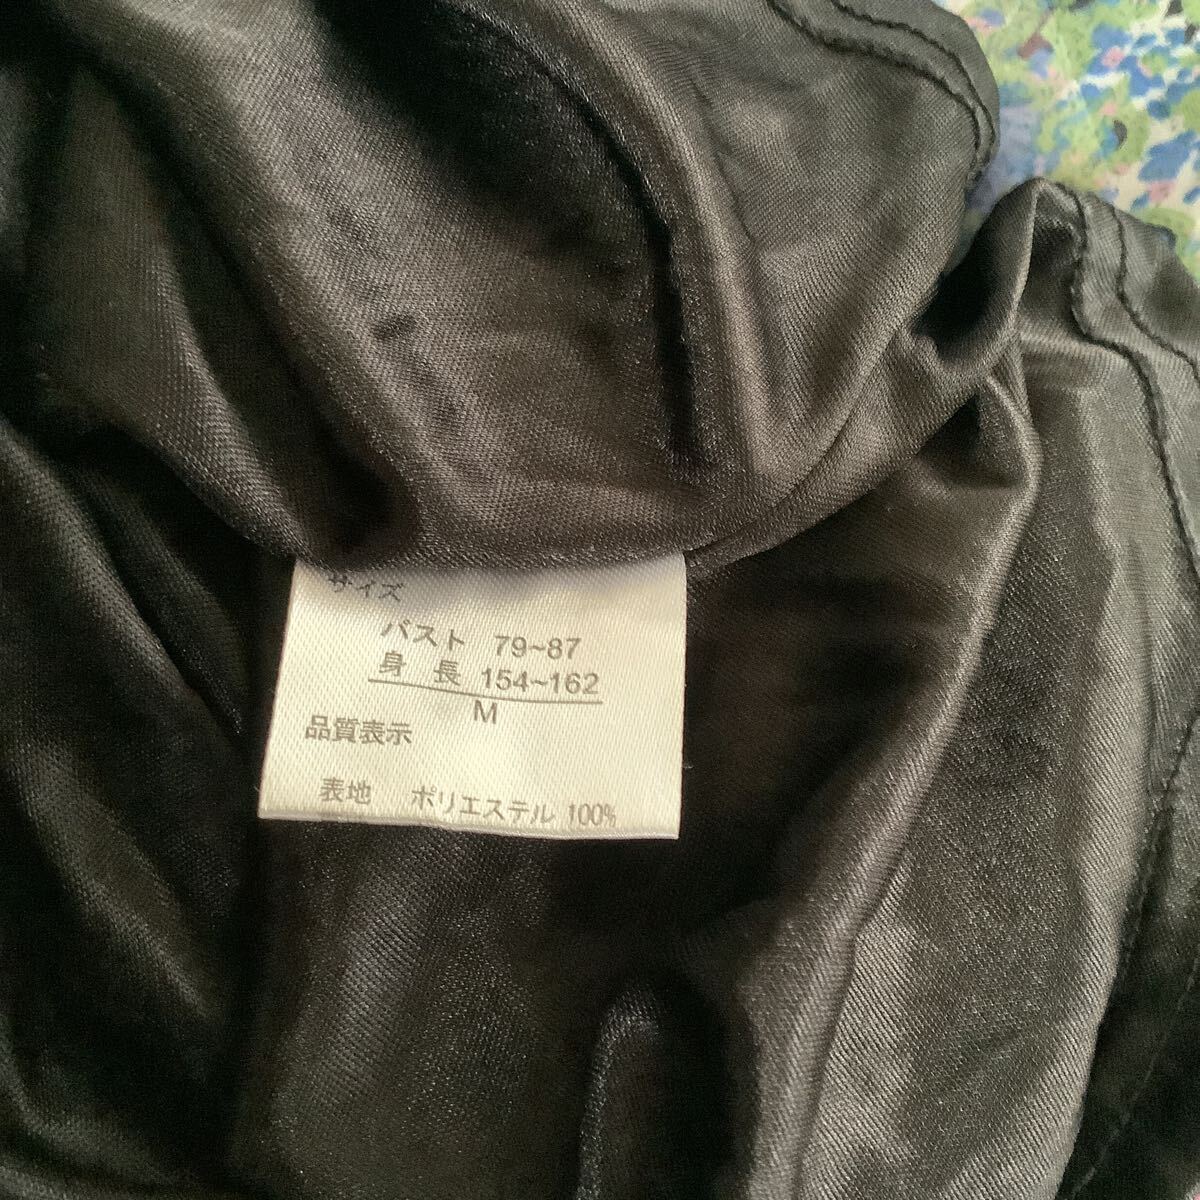 サイズ
バスト 79~87
身 長 154~162
M
品質表示
表地 ポリエステル 100%